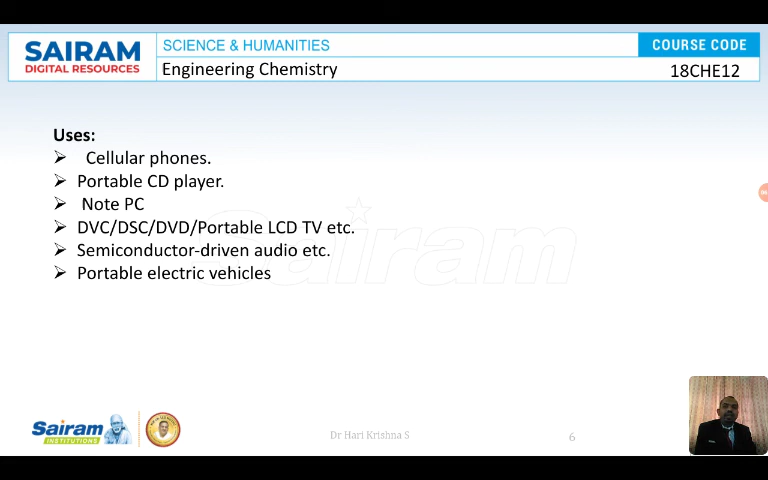 SAIRAM
DIGITAL RESOURCES
SCIENCE & HUMANITIES
COURSE CODE
Engineering Chemistry
18CHE12
Uses:
➢ Cellular phones.
➢ Portable CD player.
➢ Note PC
➢ DVC/DSC/DVD/Portable LCD TV etc.
➢ Semiconductor-driven audio etc.
➢ Portable electric vehicles
Sairam
Sairam
INSTITUTIONS
Dr Hari Krishna S
6